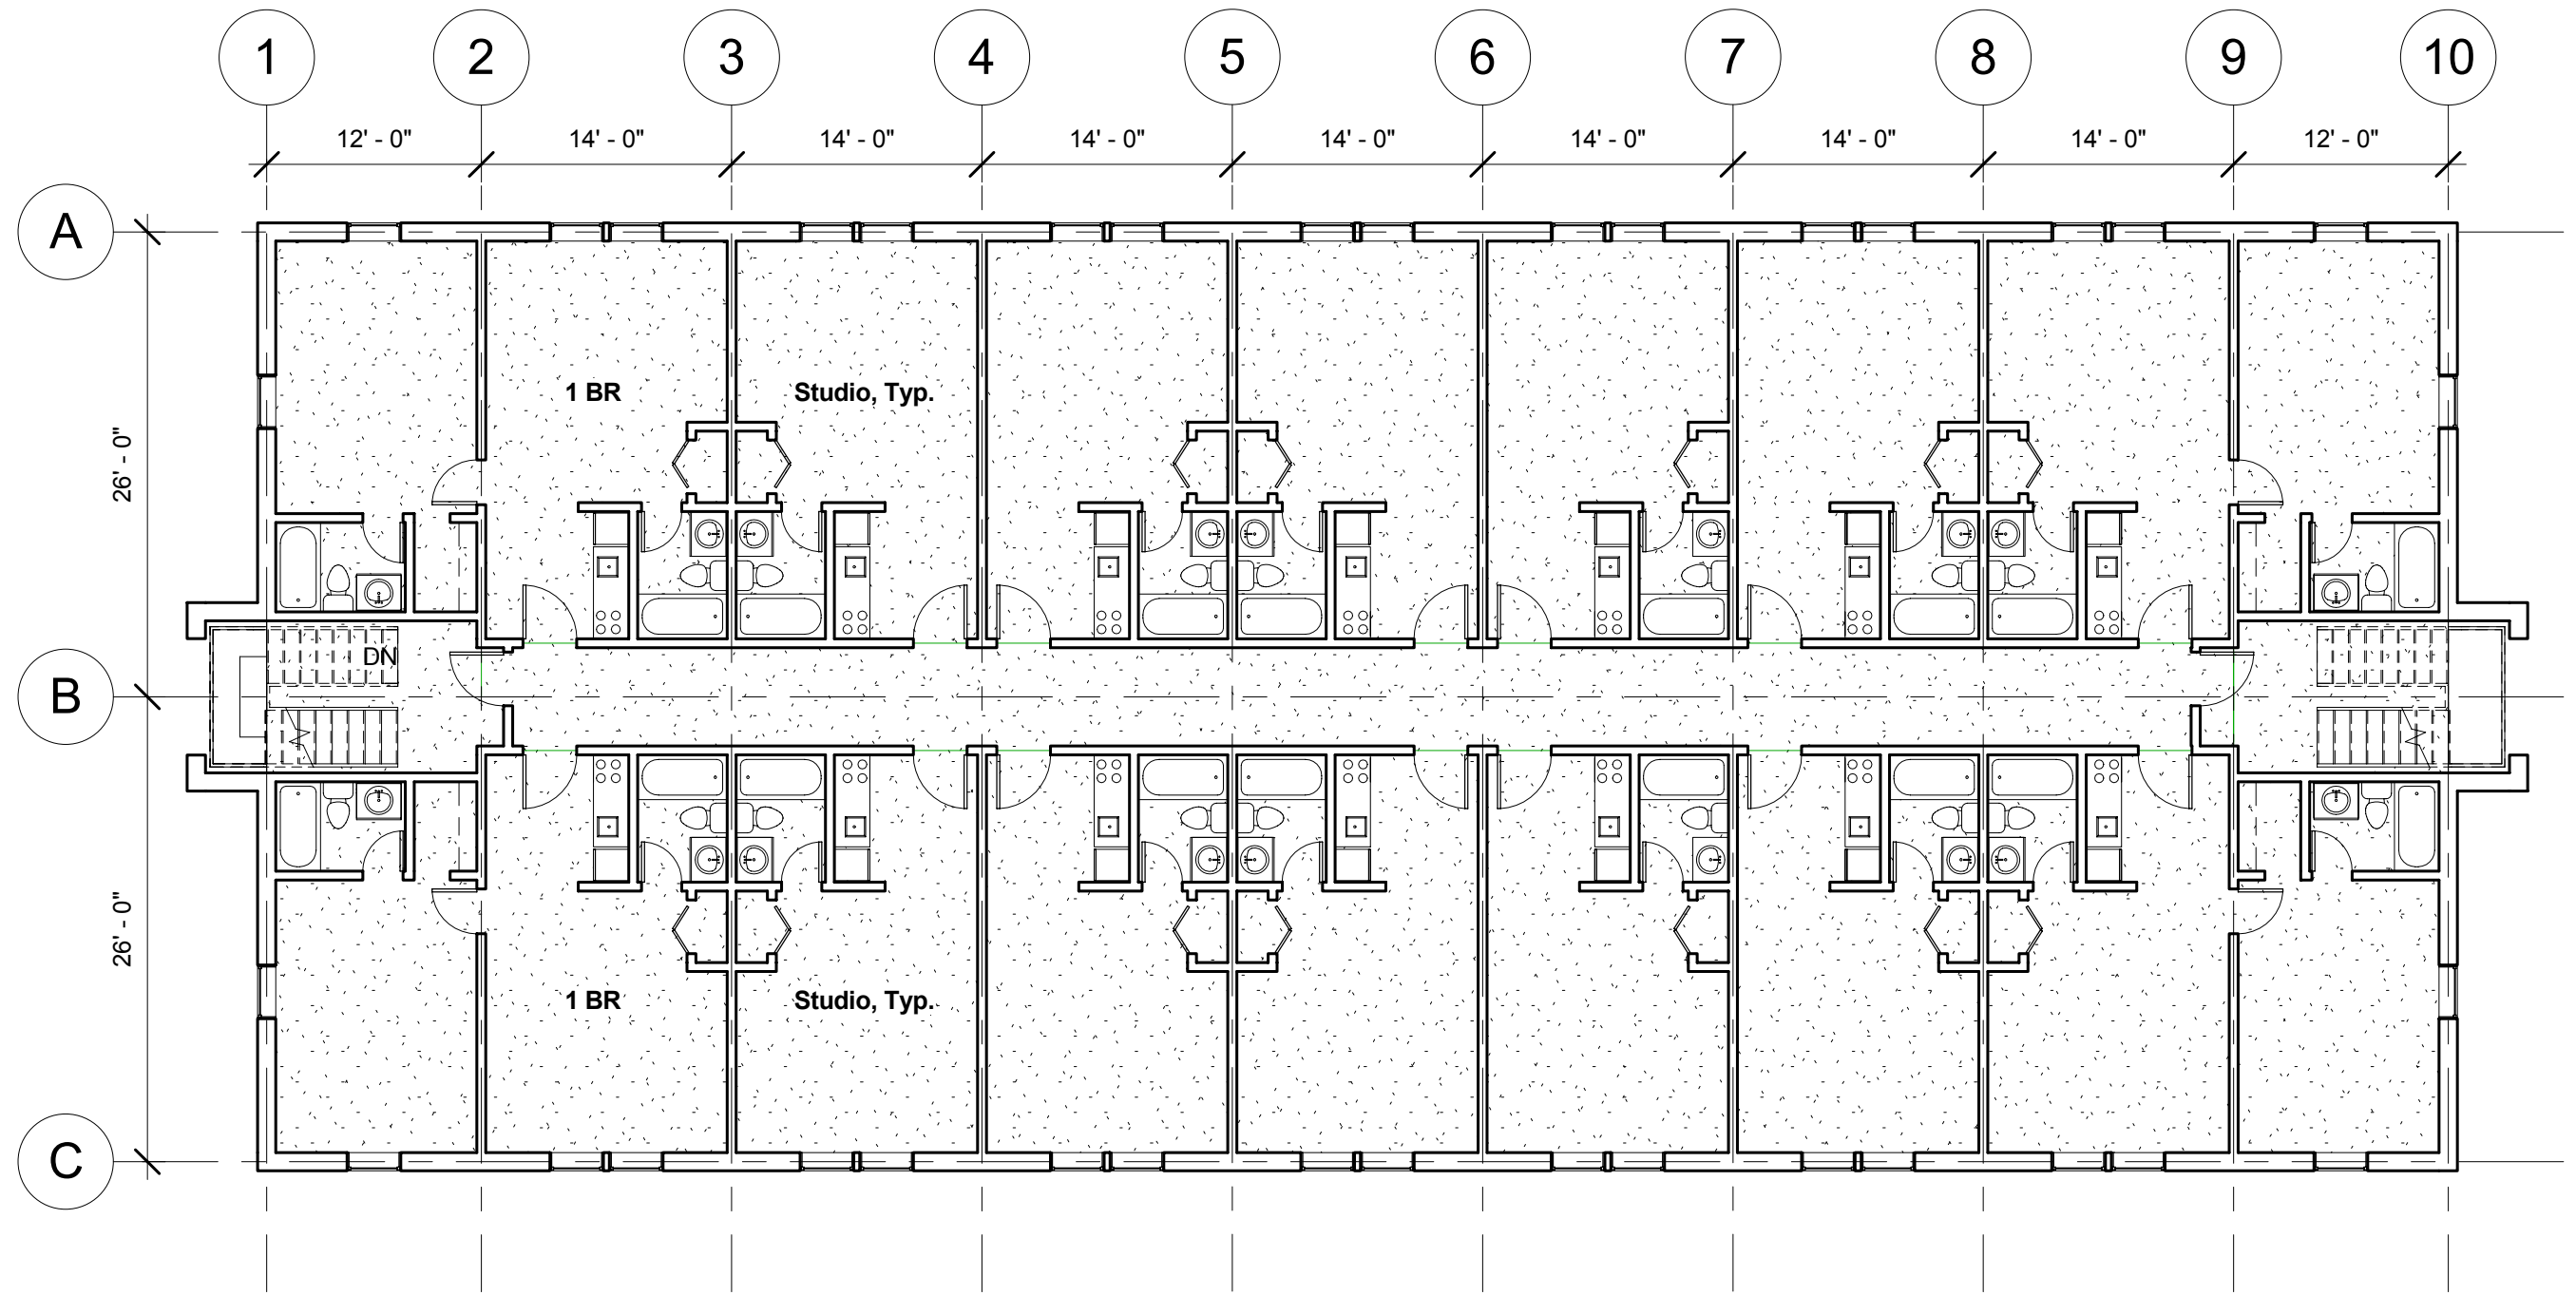 1 2 3 4 5 6 7 8 9 10
12' - 0" 14' - 0" 14' - 0" 14' - 0" 14' - 0" 14' - 0" 14' - 0" 14' - 0" 12' - 0"
A
26' - 0"
1 BR Studio, Typ.
DN
B
26' - 0"
1 BR Studio, Typ.
C